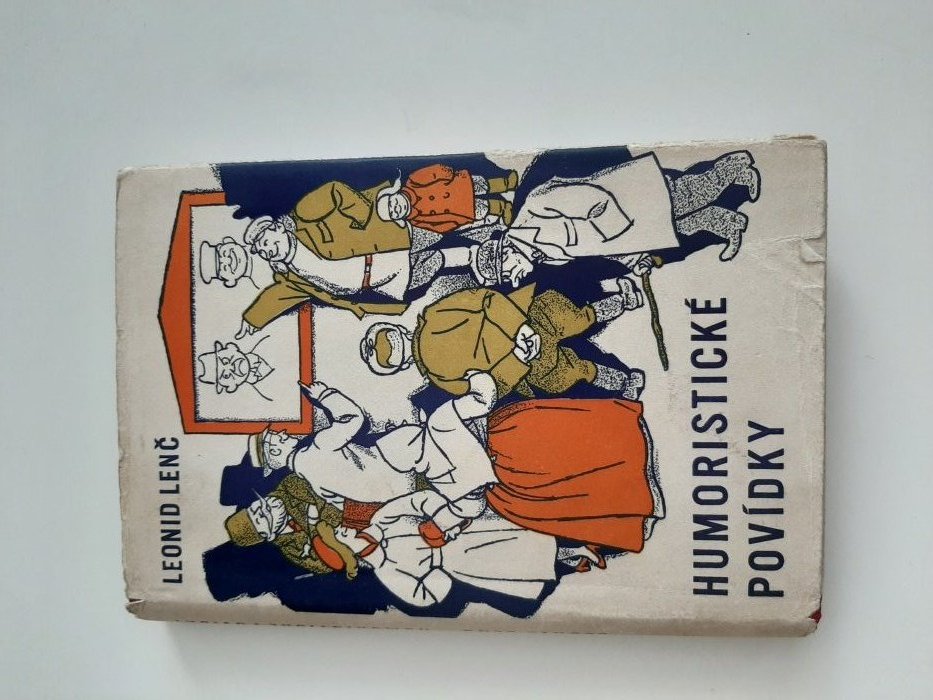 LEONID LENČ
HUMORISTICKÉ
POVÍDKY